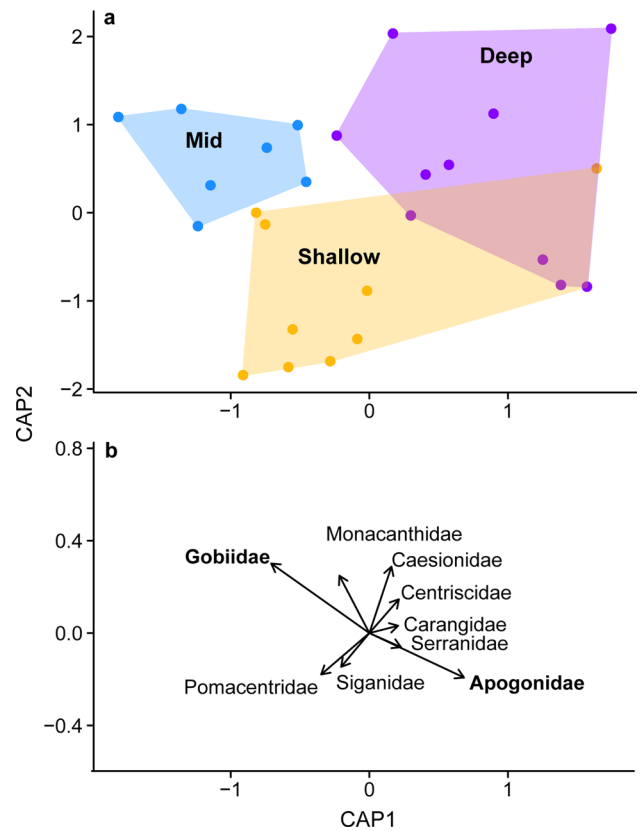 a
2
1
0
−1
−2
Deep
Mid
Shallow
−1
0
1
CAP2
b
0.8
0.4
0.0
−0.4
Monacanthidae
Gobiidae
Caesionidae
Centriscidae
Carangidae
Serranidae
Pomacentridae
Siganidae
Apogonidae
−1
0
1
CAP1